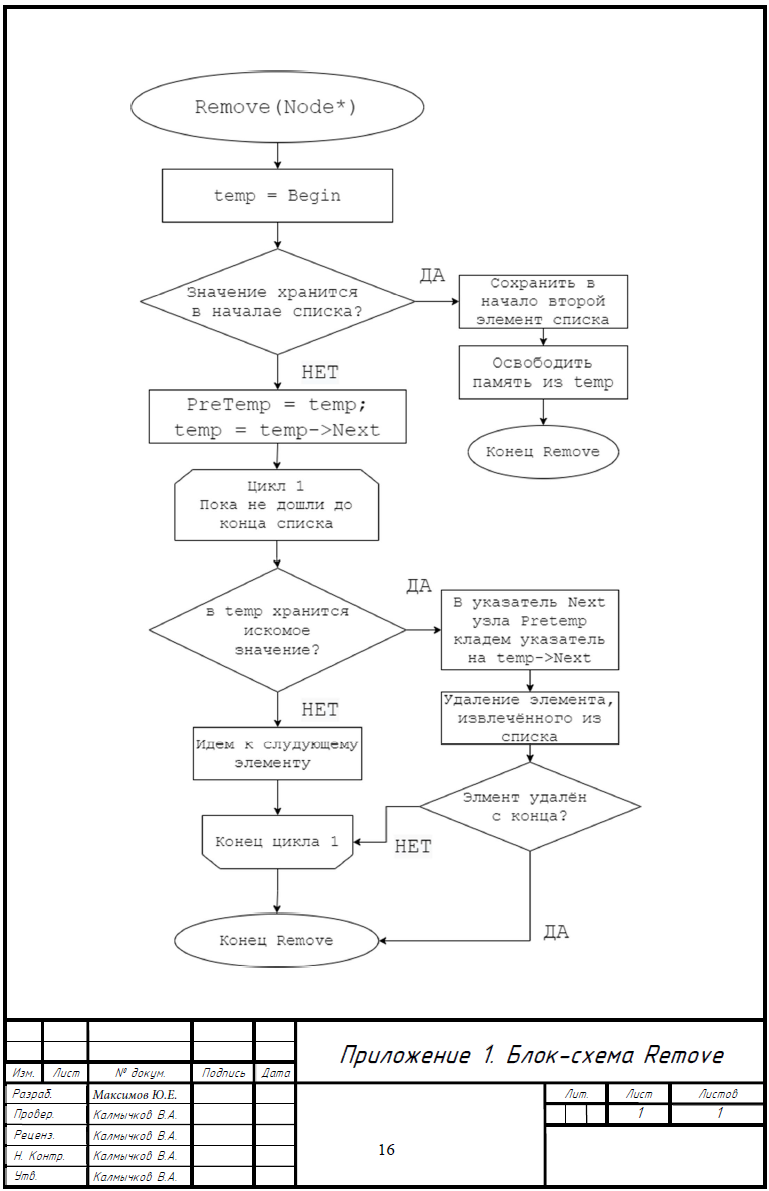 Remove(Node*)
temp = Begin
Значение хранится
в началае списка?
ДА
Сохранить в
начало второй
элемент списка
Освободить
память из temp
Конец Remove
НЕТ
PreTemp = temp;
temp = temp->Next
Цикл 1
Пока не дошли до
конца списка
в temp хранится
искомое
значение?
ДА
В указатель Next
узла Pretemp
кладем указатель
на temp->Next
Удаление элемента,
извлечённого из
списка
НЕТ
Идем к слудующему
элементу
Элмент удалён
с конца?
НЕТ
Конец цикла 1
ДА
Конец Remove
Приложение 1. Блок-схема Remove
Изм. Лист № докум. Подпись Дата
Разраб. Максимов Ю.Е.
Провер. Калмычков В.А.
Реценз. Калмычков В.А.
Н. Контр. Калмычков В.А.
Утв. Калмычков В.А.
16
Лит. Лист Листов
1 1